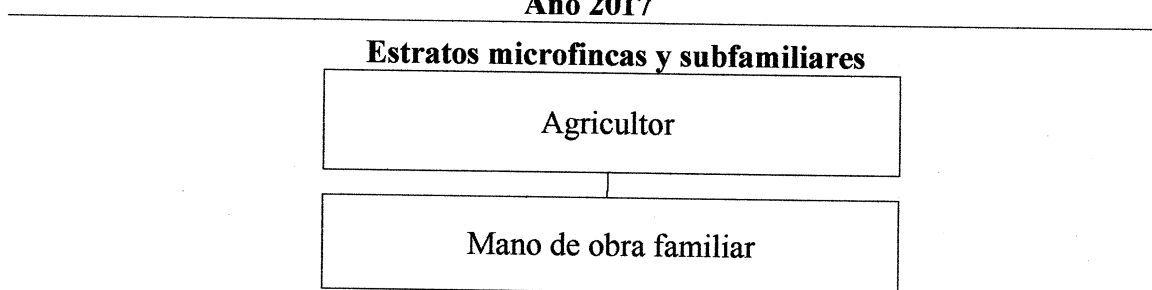 Año 2017
Estratos microfincas y subfamiliares
Agricultor
Mano de obra familiar